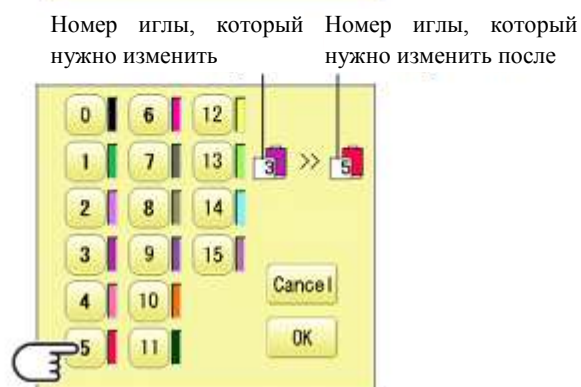 Номер иглы, который Номер иглы, который
нужно изменить нужно изменить после
0 6 12
1 7 13 3 >> 5
2 8 14
3 9 15
4 10 Cancel
5 11 OK